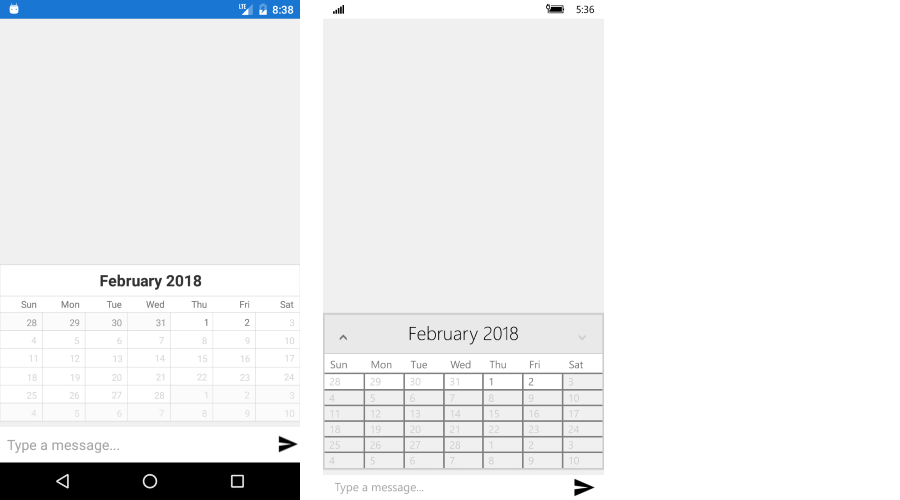 LTE 8:38
February 2018
Sun Mon Tue Wed Thu Fri Sat
28 29 30 31 1 2 3
4 5 6 7 8 9 10
11 12 13 14 15 16 17
18 19 20 21 22 23 24
25 26 27 28 1 2 3
4 5 6 7 8 9 10
Type a message...
5:36
February 2018
Sun Mon Tue Wed Thu Fri Sat
28 29 30 31 1 2 3
4 5 6 7 8 9 10
11 12 13 14 15 16 17
18 19 20 21 22 23 24
25 26 27 28 1 2 3
4 5 6 7 8 9 10
Type a message...